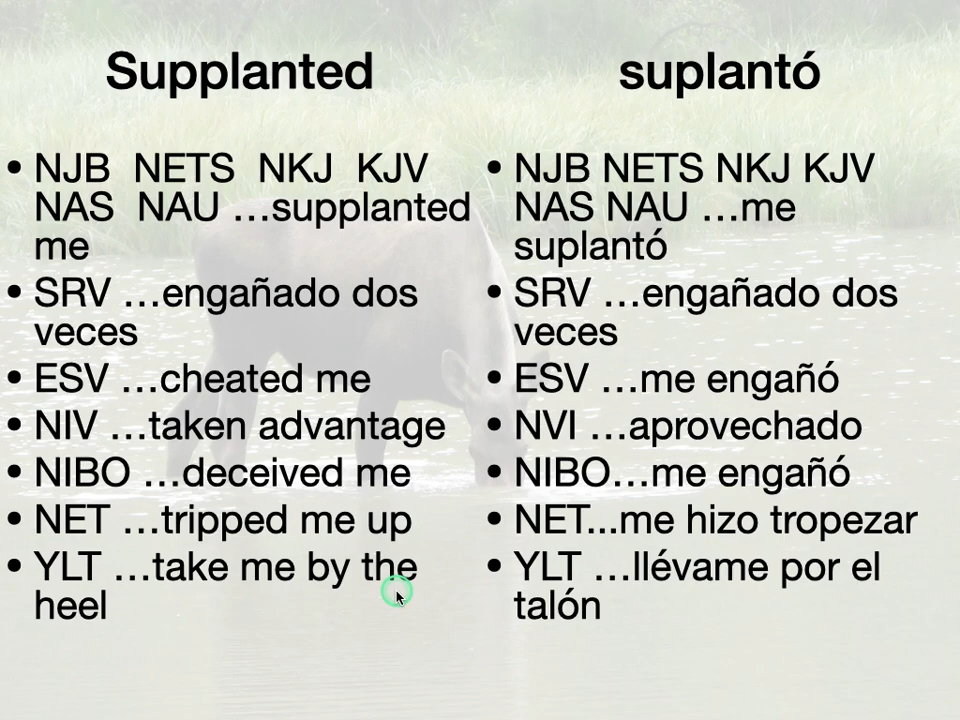 Supplanted
• NJB NETS NKJ KJV
NAS NAU …supplanted
me
• SRV …engañado dos
veces
• ESV …cheated me
• NIV …taken advantage
• NIBO …deceived me
• NET …tripped me up
• YLT …take me by the
heel
suplantó
• NJB NETS NKJ KJV
NAS NAU …me
suplantó
• SRV …engañado dos
veces
• ESV …me engañó
• NVI …aprovechado
• NIBO…me engañó
• NET...me hizo tropezar
• YLT …llévame por el
talón